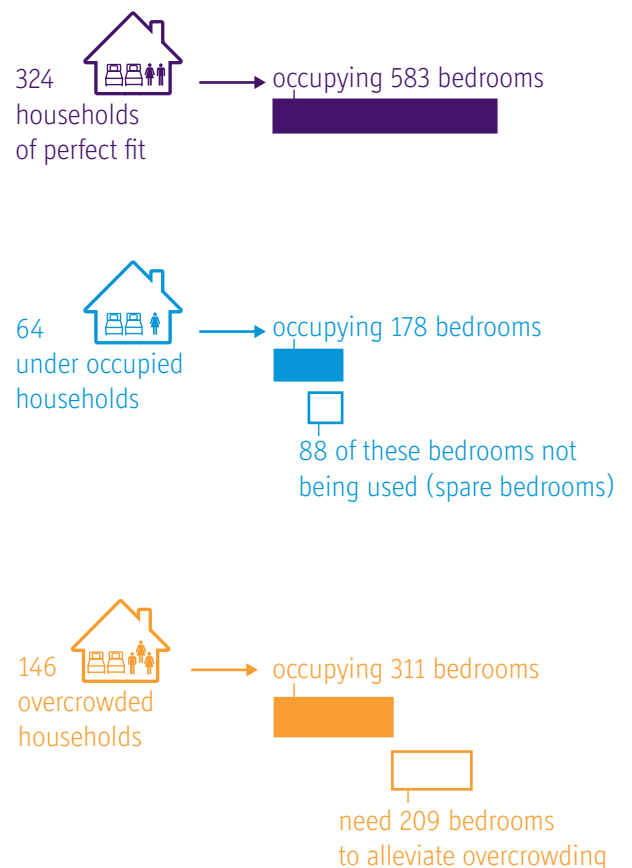 324
households
of perfect fit
occupying 583 bedrooms
64
under occupied
households
occupying 178 bedrooms
88 of these bedrooms not
being used (spare bedrooms)
146
overcrowded
households
occupying 311 bedrooms
need 209 bedrooms
to alleviate overcrowding